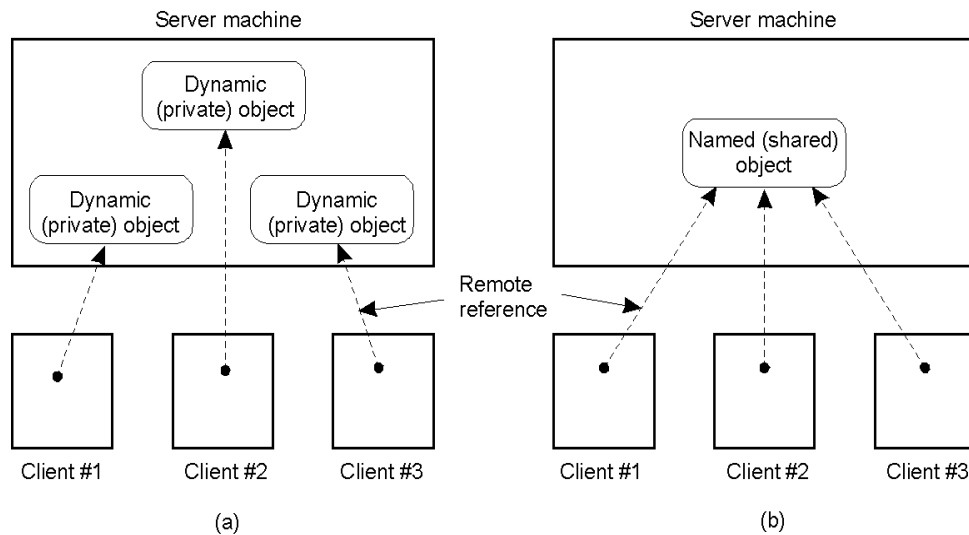 Server machine
Dynamic
(private) object
Dynamic
(private) object
Dynamic
(private) object
Server machine
Named (shared)
object
Remote
reference
Client #1
Client #2
Client #3
Client #1
Client #2
Client #3
(a)
(b)